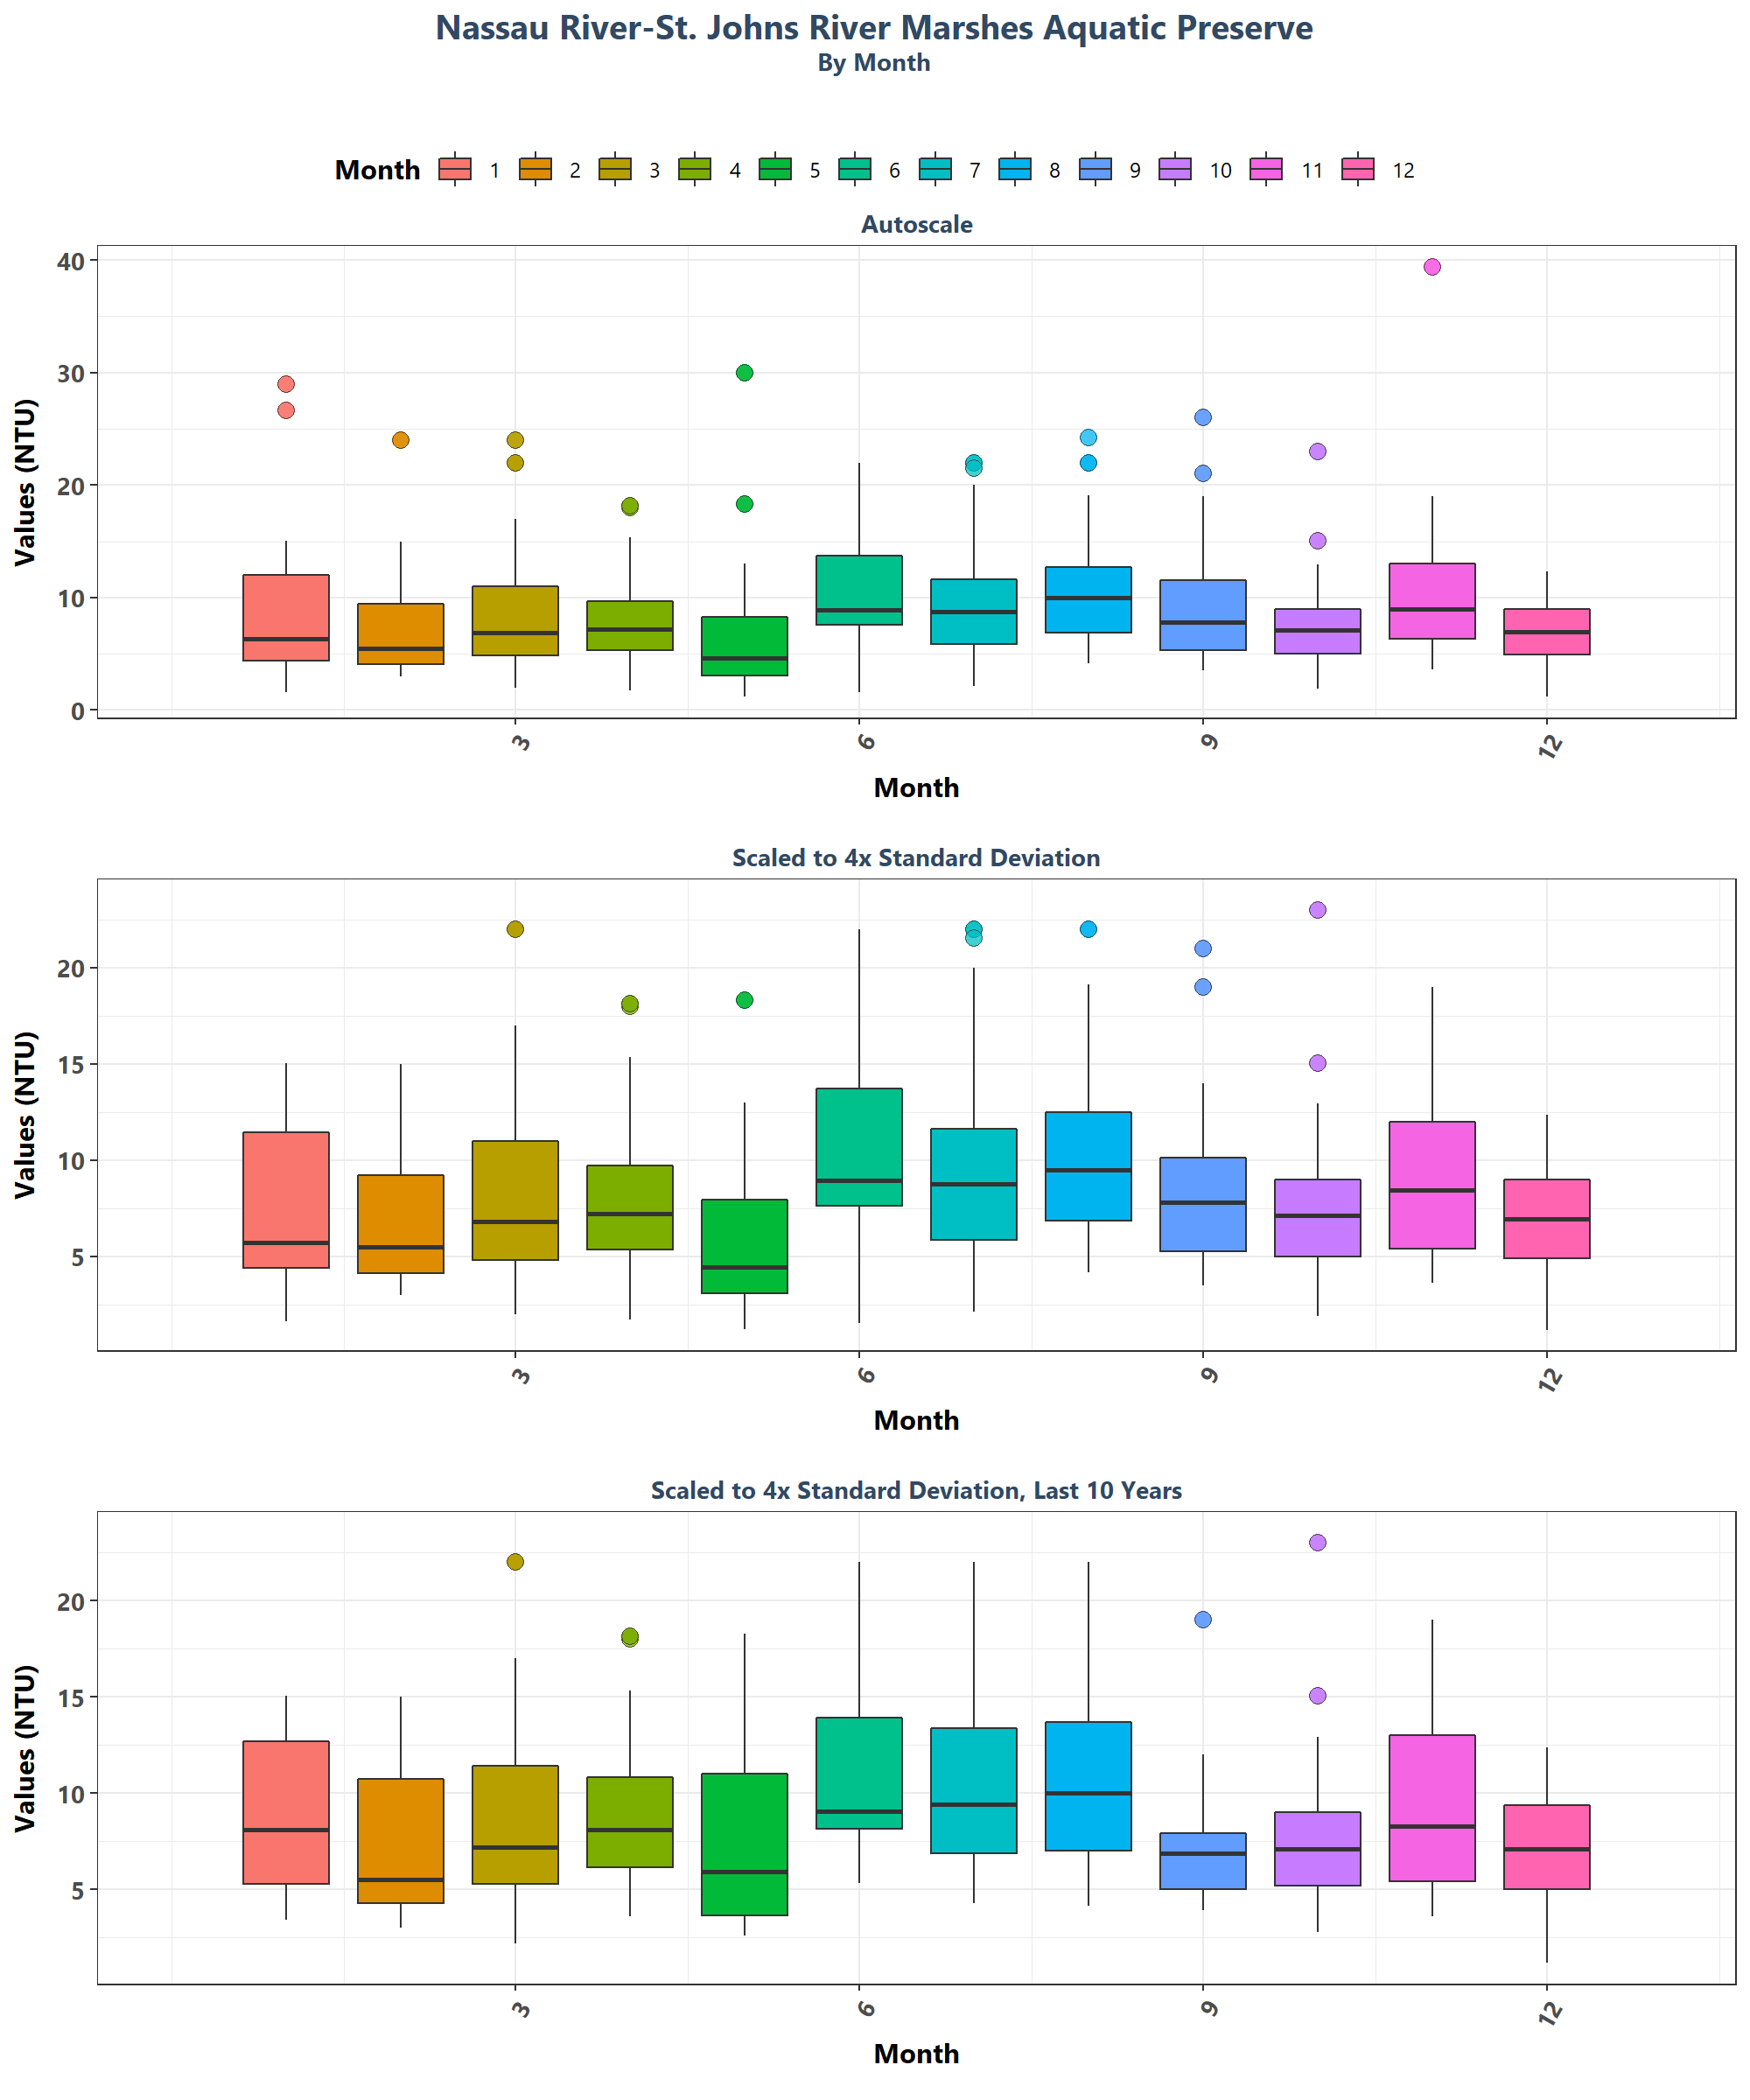 Nassau River-St. Johns River Marshes Aquatic Preserve
By Month
Month 1 2 3 4 5 6 7 8 9 10 11 12
Autoscale
Values (NTU)
40
30
20
10
0
3 6 9 12
Month
Scaled to 4x Standard Deviation
Values (NTU)
20
15
10
5
3 6 9 12
Month
Scaled to 4x Standard Deviation, Last 10 Years
Values (NTU)
20
15
10
5
3 6 9 12
Month